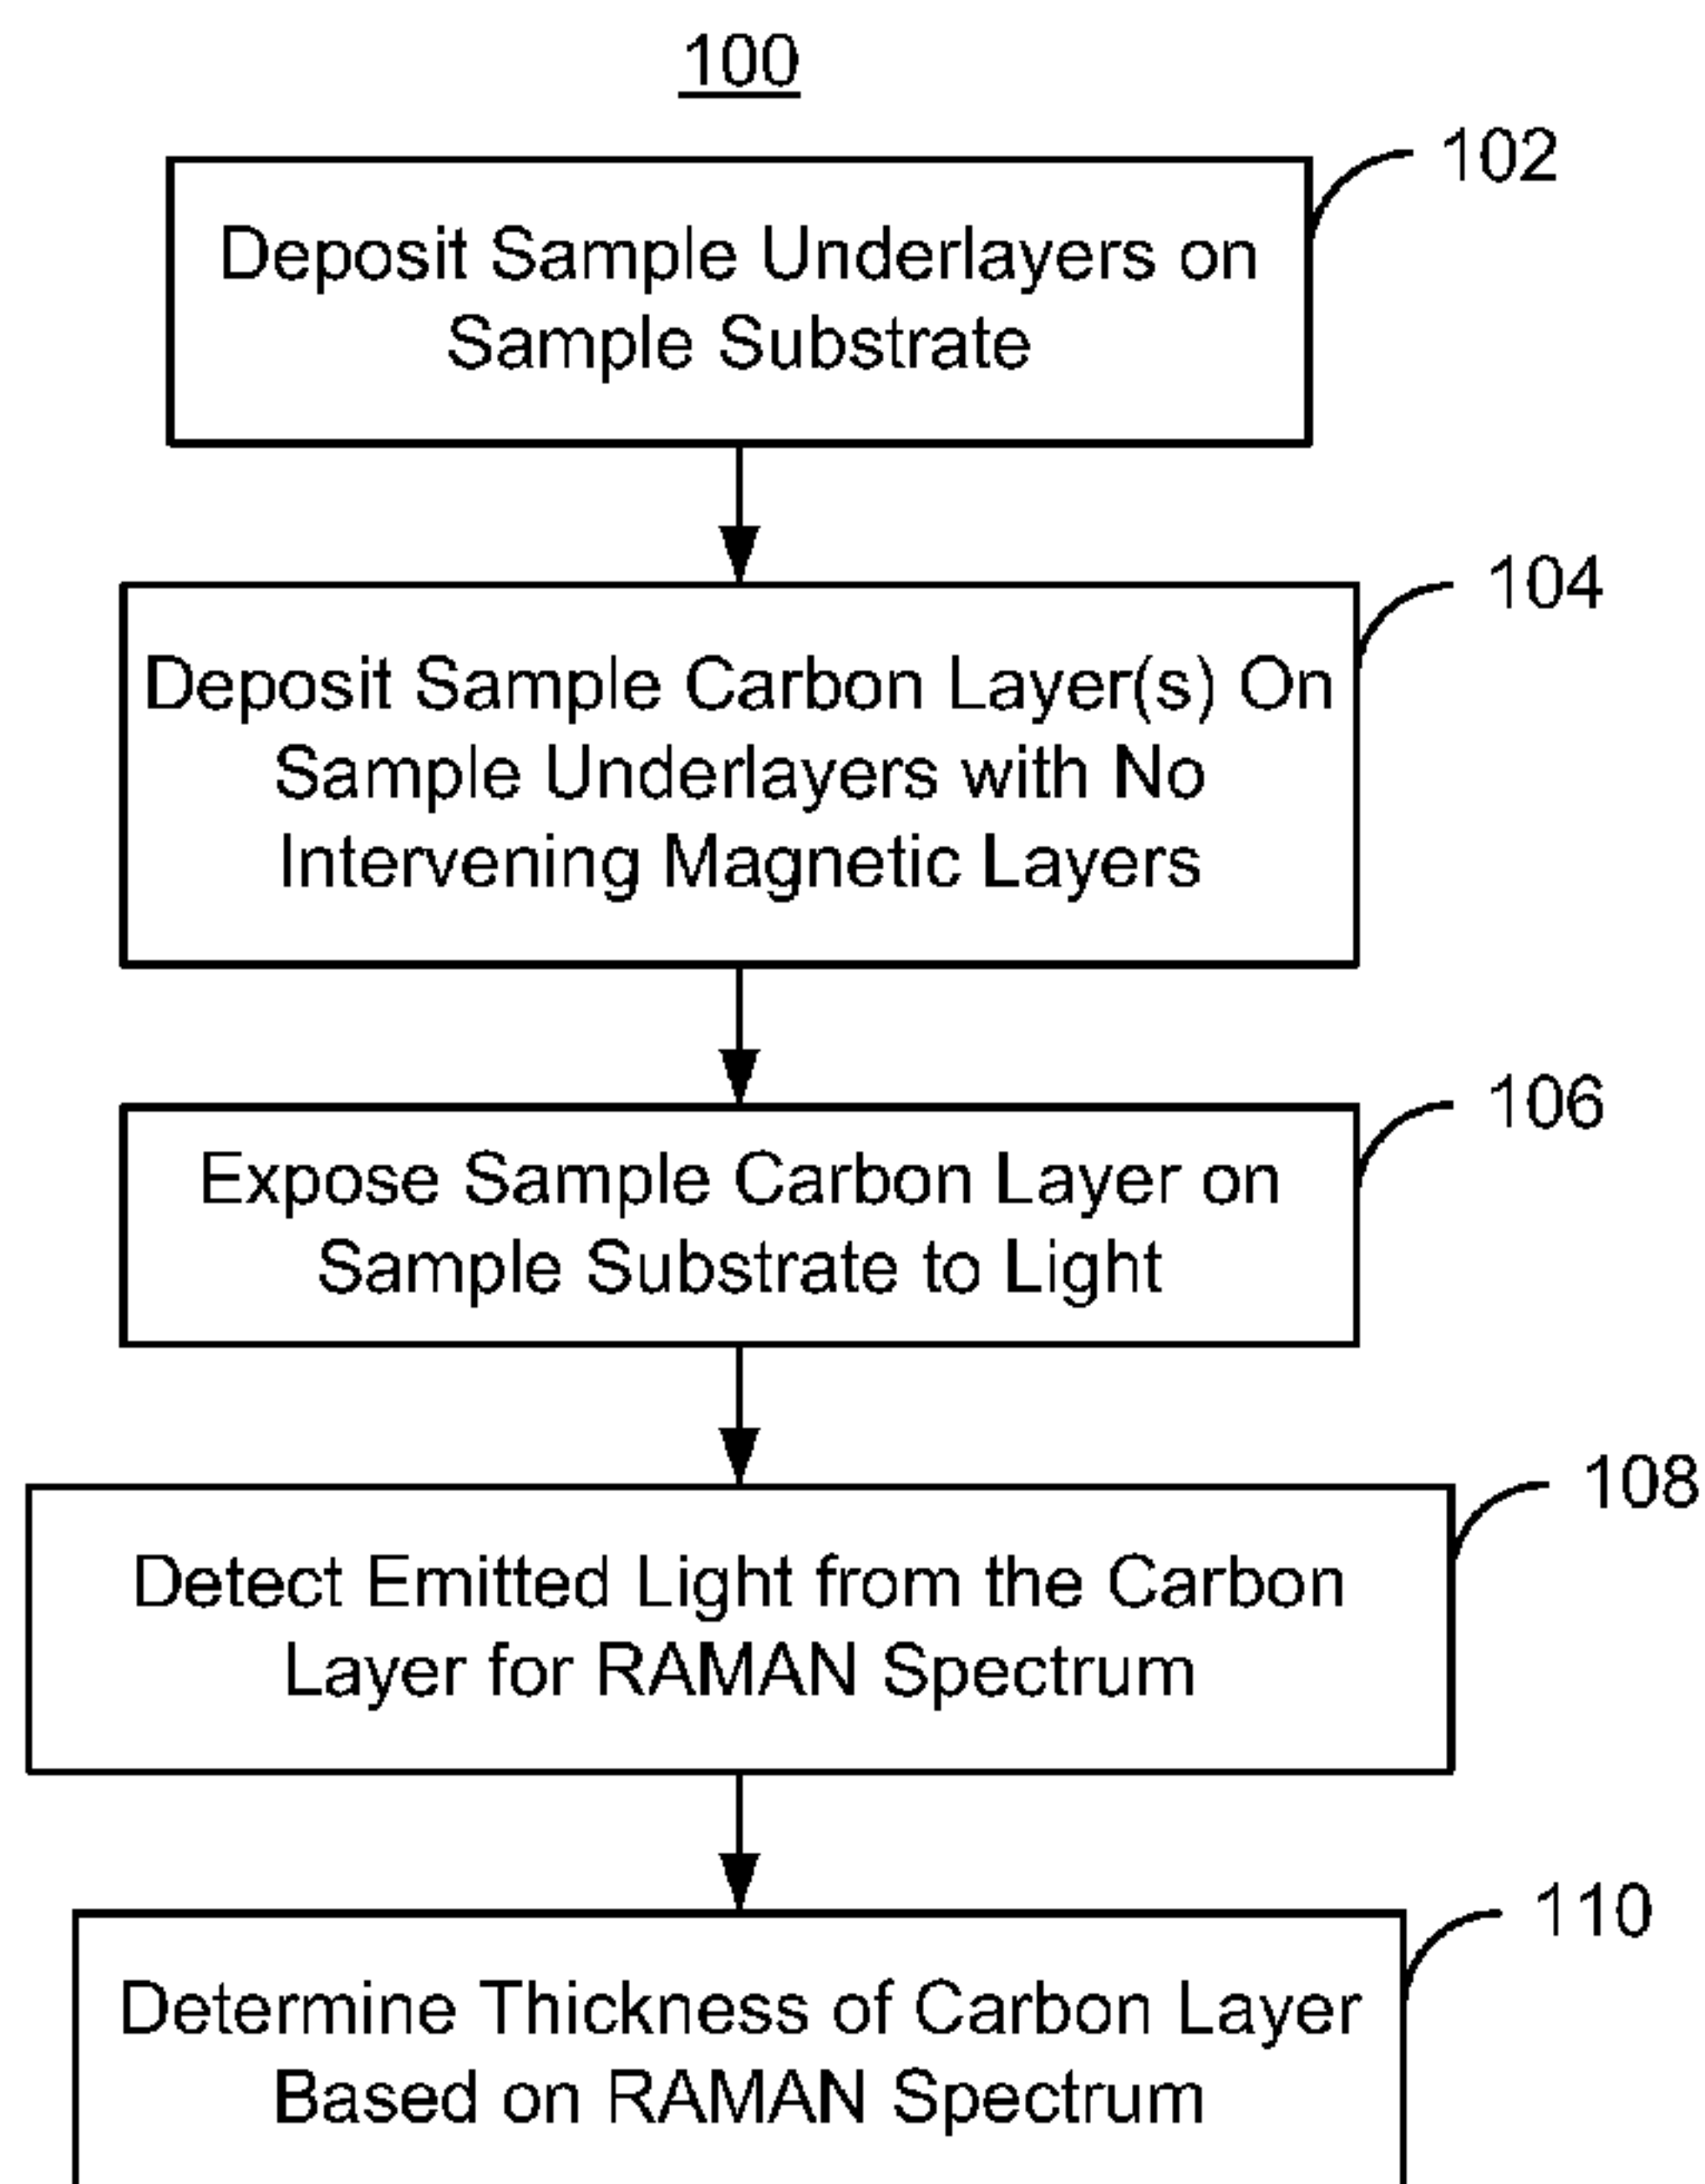 100
102
Deposit Sample Underlayers on
Sample Substrate
104
Deposit Sample Carbon Layer(s) On
Sample Underlayers with No
Intervening Magnetic Layers
106
Expose Sample Carbon Layer on
Sample Substrate to Light
108
Detect Emitted Light from the Carbon
Layer for RAMAN Spectrum
110
Determine Thickness of Carbon Layer
Based on RAMAN Spectrum